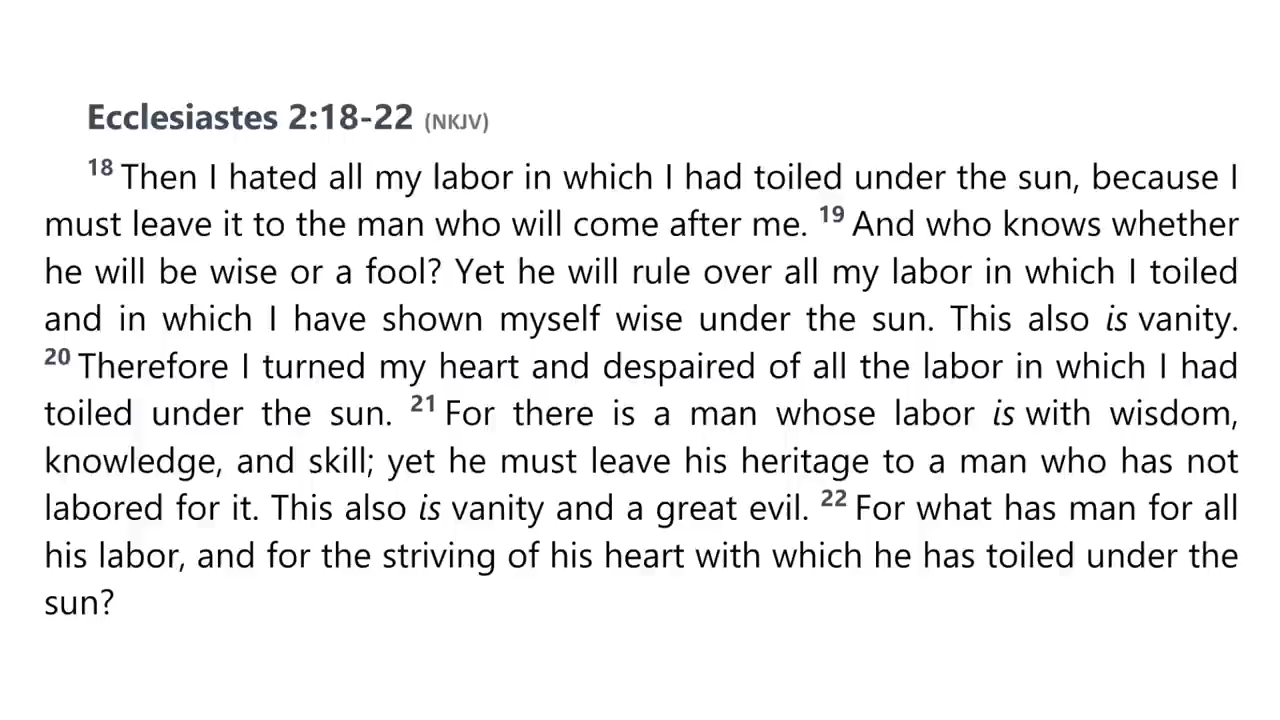 Ecclesiastes 2:18-22 (NKJV)
18 Then I hated all my labor in which I had toiled under the sun, because I
must leave it to the man who will come after me. 19 And who knows whether
he will be wise or a fool? Yet he will rule over all my labor in which I toiled
and in which I have shown myself wise under the sun. This also is vanity.
20 Therefore I turned my heart and despaired of all the labor in which I had
toiled under the sun. 21 For there is a man whose labor is with wisdom,
knowledge, and skill; yet he must leave his heritage to a man who has not
labored for it. This also is vanity and a great evil. 22 For what has man for all
his labor, and for the striving of his heart with which he has toiled under the
sun?